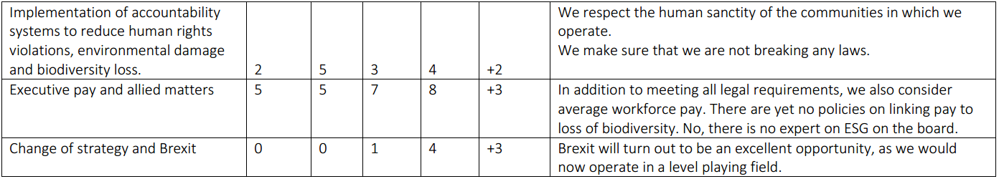 Implementation of accountability
systems to reduce human rights
violations, environmental damage
and biodiversity loss. 2 5 3 4 +2
We respect the human sanctity of the communities in which we
operate.
We make sure that we are not breaking any laws.
Executive pay and allied matters 5 5 7 8 +3
In addition to meeting all legal requirements, we also consider
average workforce pay. There are yet no policies on linking pay to
loss of biodiversity. No, there is no expert on ESG on the board.
Change of strategy and Brexit 0 0 1 4 +3
Brexit will turn out to be an excellent opportunity, as we would
now operate in a level playing field.